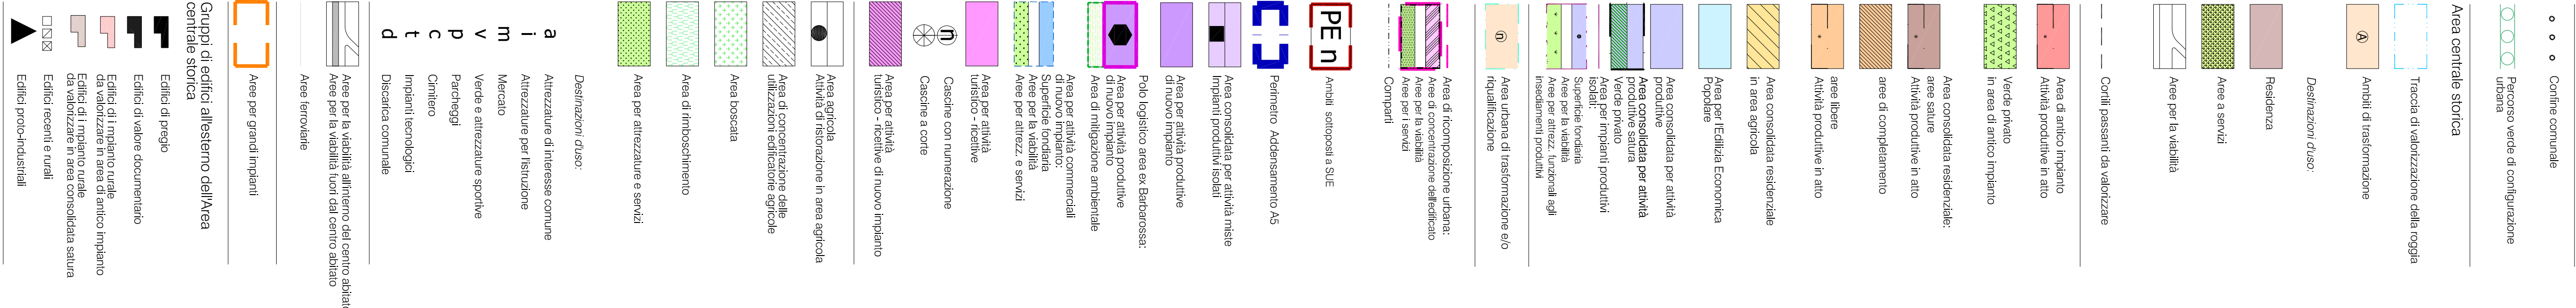 Confine comunale
Percorso verde di configurazione
urbana
Area centrale storica
Traccia di valorizzazione della roggia
A
Ambiti di trasformazione
Destinazioni d'uso:
Residenza
Area a servizi
Aree per la viabilità
Cortili passanti da valorizzare
Area di antico impianto
Attività produttive in atto
Verde privato
in area di antico impianto
Area consolidata residenziale:
aree sature
Attività produttive in atto
aree di completamento
aree libere
Attività produttive in atto
Area consolidata residenziale
in area agricola
Area per l'Edilizia Economica
Popolare
Area consolidata per attività
produttive
Area consolidata per attività
produttive satura
Verde privato
Area per impianti produttivi
isolati:
Superficie fondiaria
Aree per la viabilità
Aree per attrezz. funzionali agli
insediamenti produttivi
n
Area urbana di trasformazione e/o
riqualificazione
Area di ricomposizione urbana:
Area di concentrazione dell'edificato
Aree per la viabilità
Aree per i servizi
Comparti
PE n
Ambiti sottoposti a SUE
Perimetro Addensamento A5
Area consolidata per attività miste
Impianti produttivi isolati
Area per attività produttive
di nuovo impianto
Polo logistico area ex Barbarossa:
Area per attività produttive
di nuovo impianto
Area di mitigazione ambientale
Area per attività commerciali
di nuovo impianto:
Superficie fondiaria
Aree per la viabilità
Aree per attrezz. e servizi
Area per attività
turistico - ricettive
n
Cascine con numerazione
Cascine a corte
Area per attività
turistico - ricettive di nuovo impianto
Area agricola
Attività di ristorazione in area agricola
Area di concentrazione delle
utilizzazioni edificatorie agricole
Area boscata
Area di rimboschimento
Area per attrezzature e servizi
Destinazioni d'uso:
a Attrezzature di interesse comune
i Attrezzature per l'istruzione
m Mercato
v Verde e attrezzature sportive
p Parcheggi
c Cimitero
t Impianti tecnologici
d Discarica comunale
Aree per la viabilità all'interno del centro abitato
Aree per la viabilità fuori dal centro abitato
Aree ferroviarie
Aree per grandi impianti
Gruppi di edifici all'esterno dell'Area
centrale storica
Edifici di pregio
Edifici di valore documentario
Edifici di impianto rurale
da valorizzare in area di antico impianto
Edifici di impianto rurale
da valorizzare in area consolidata satura
Edifici recenti e rurali
Edifici proto-industriali